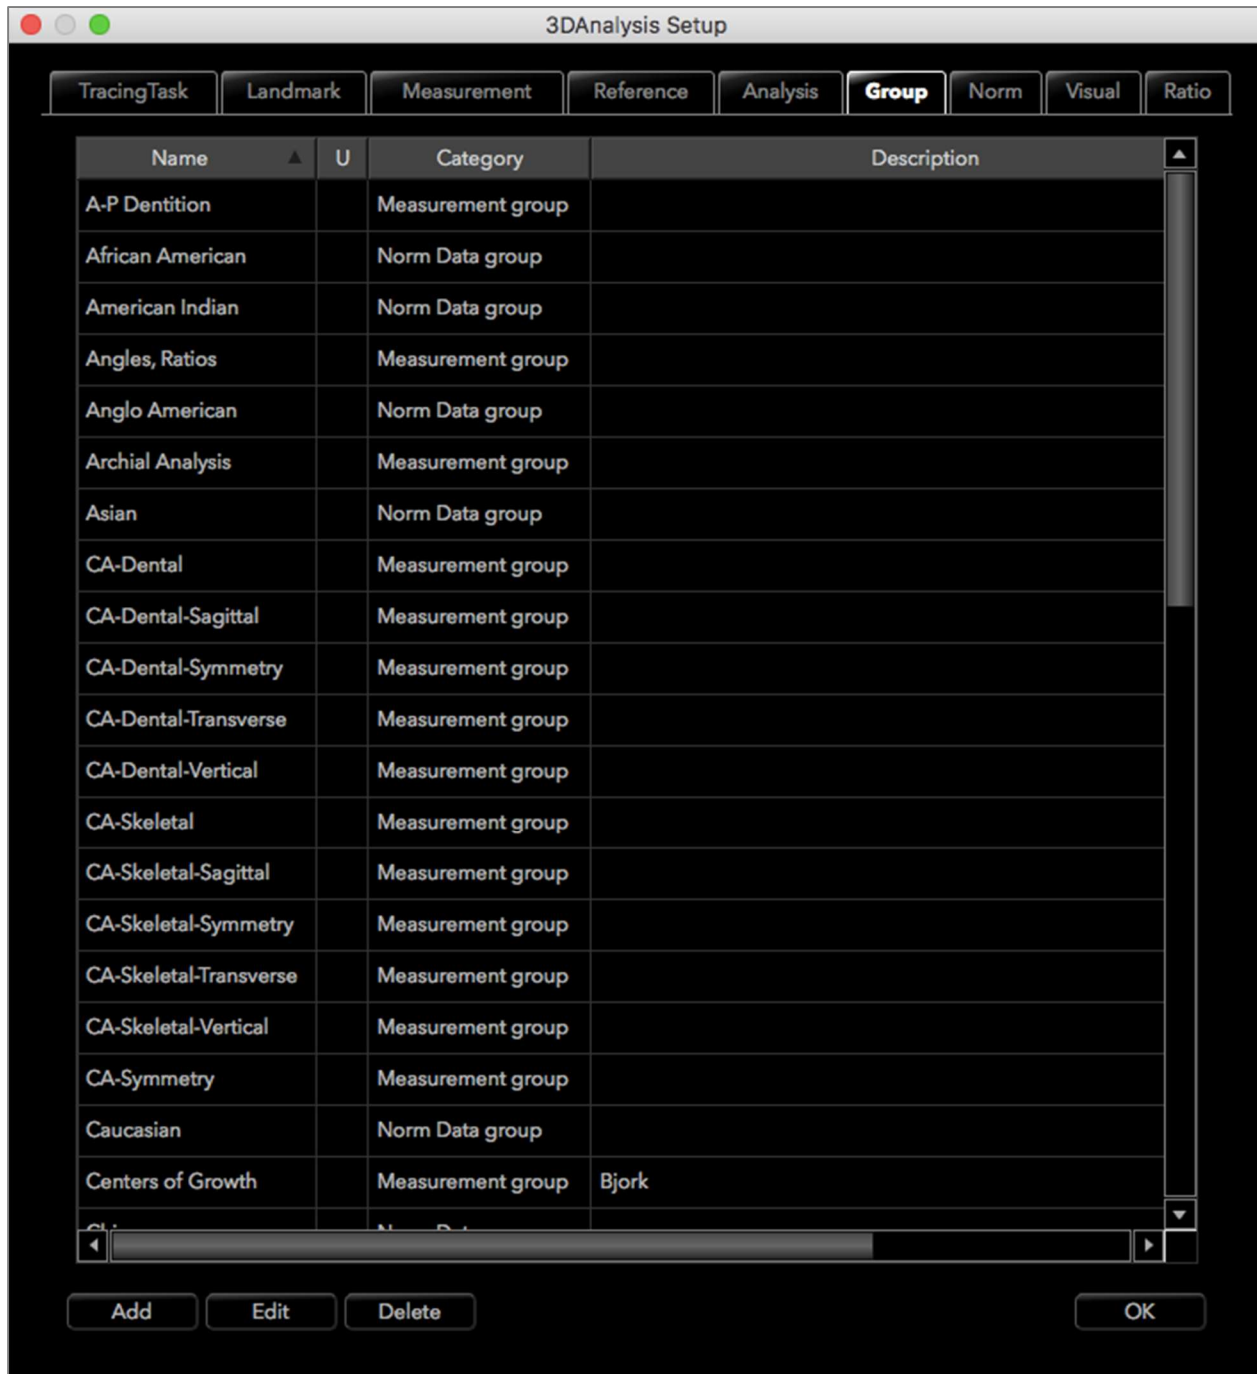 3DAnalysis Setup
TracingTask Landmark Measurement Reference Analysis Group Norm Visual Ratio
Name U Category Description
A-P Dentition Measurement group
African American Norm Data group
American Indian Norm Data group
Angles, Ratios Measurement group
Anglo American Norm Data group
Archial Analysis Measurement group
Asian Norm Data group
CA-Dental Measurement group
CA-Dental-Sagittal Measurement group
CA-Dental-Symmetry Measurement group
CA-Dental-Transverse Measurement group
CA-Dental-Vertical Measurement group
CA-Skeletal Measurement group
CA-Skeletal-Sagittal Measurement group
CA-Skeletal-Symmetry Measurement group
CA-Skeletal-Transverse Measurement group
CA-Skeletal-Vertical Measurement group
CA-Symmetry Measurement group
Caucasian Norm Data group
Centers of Growth Measurement group Bjork
Add Edit Delete OK